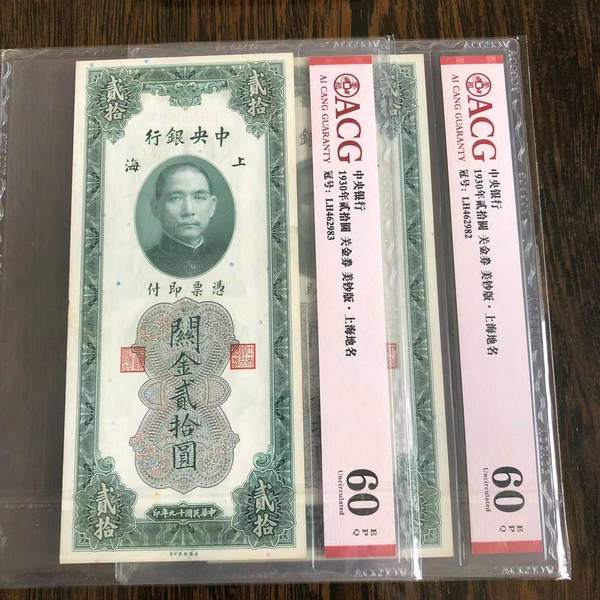 貳拾
貳拾
行銀央中
海 上
付即票憑
關金貳拾圓
貳拾
貳拾
印年九十國民華中
ACG
AI CANG GUARANTY
中央银行
1930年贰拾圆 关金券 美钞版·上海地名
冠号:LH462983
60
EPQ
Uncirculated
ACG
AI CANG GUARANTY
中央银行
1930年贰拾圆 关金券 美钞版·上海地名
冠号:LH462982
60
EPQ
Uncirculated